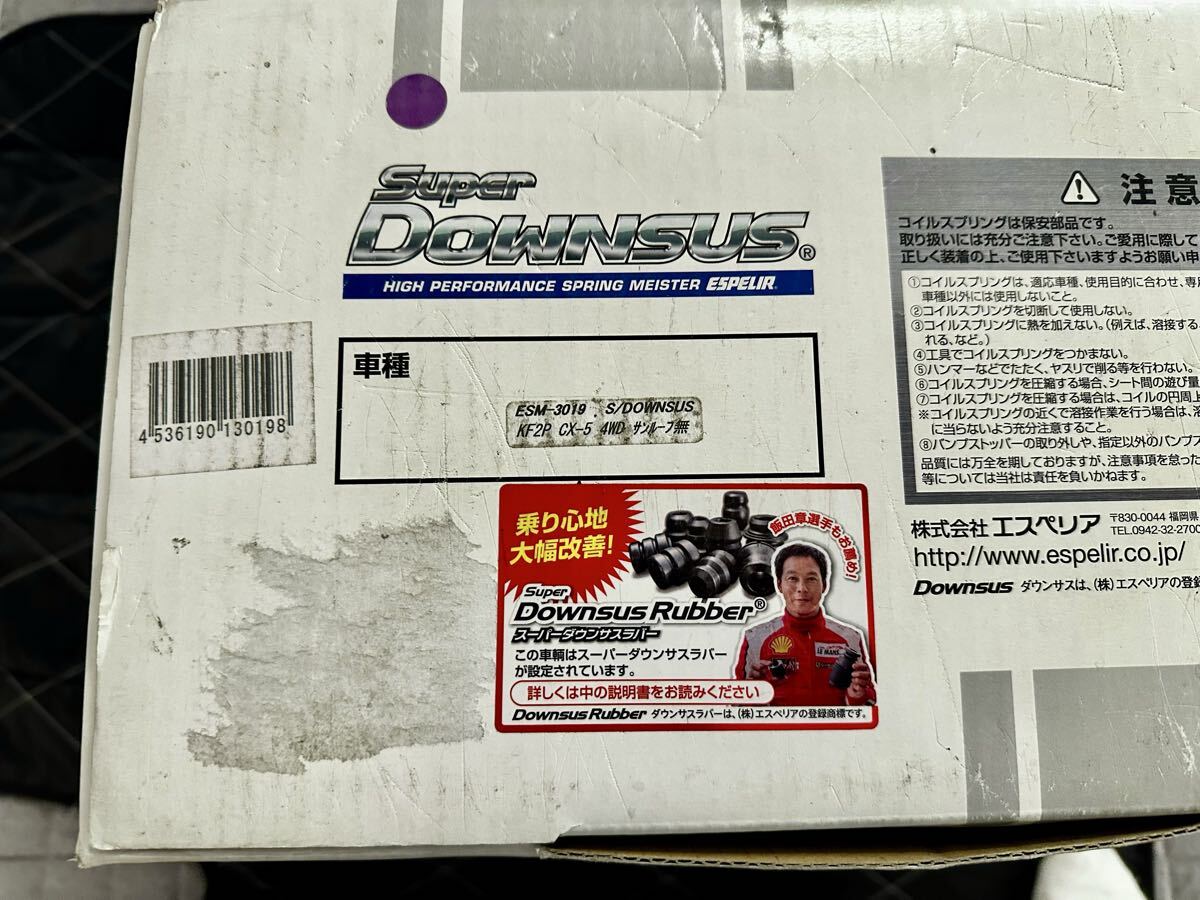 Super
DOWNSUS®
HIGH PERFORMANCE SPRING MEISTER ESPELIR
車種
ESM-3019 S/DOWNSUS
KF2P CX-5 4WD サンルーフ無
4 536190 130198
乗り心地
大幅改善!
飯田章選手もお薦め!
Super
Downsus Rubber®
スーパーダウンサスラバー
この車輌はスーパーダウンサスラバー
が設定されています。
詳しくは中の説明書をお読みください
Downsus Rubber ダウンサスラバーは、(株)エスペリアの登録商標です。
LE MANS
注意
コイルスプリングは保安部品です。
取り扱いには充分ご注意下さい。ご愛用に際して
正しく装着の上、ご使用下さいますようお願い申
①コイルスプリングは、適応車種、使用目的に合わせ、専
車種以外には使用しないこと。
②コイルスプリングを切断して使用しない。
③コイルスプリングに熱を加えない。(例えば、溶接する
れる、など。)
④工具でコイルスプリングをつかまない。
⑤ハンマーなどでたたく、ヤスリで削る等を行わない。
⑥コイルスプリングを圧縮する場合、シート間の遊び量
⑦コイルスプリングを圧縮する場合は、コイルの円周上
※コイルスプリングの近くで溶接作業を行う場合は、溶
に当らないよう充分注意すること。
⑧バンプストッパーの取り外しや、指定以外のバンプ
品質には万全を期しておりますが、注意事項を怠った
等については当社は責任を負いかねます。
株式会社 エスペリア 〒830-0044 福岡県
TEL.0942-32-2700
http://www.espelir.co.jp/
Downsus ダウンサスは、(株)エスペリアの登録